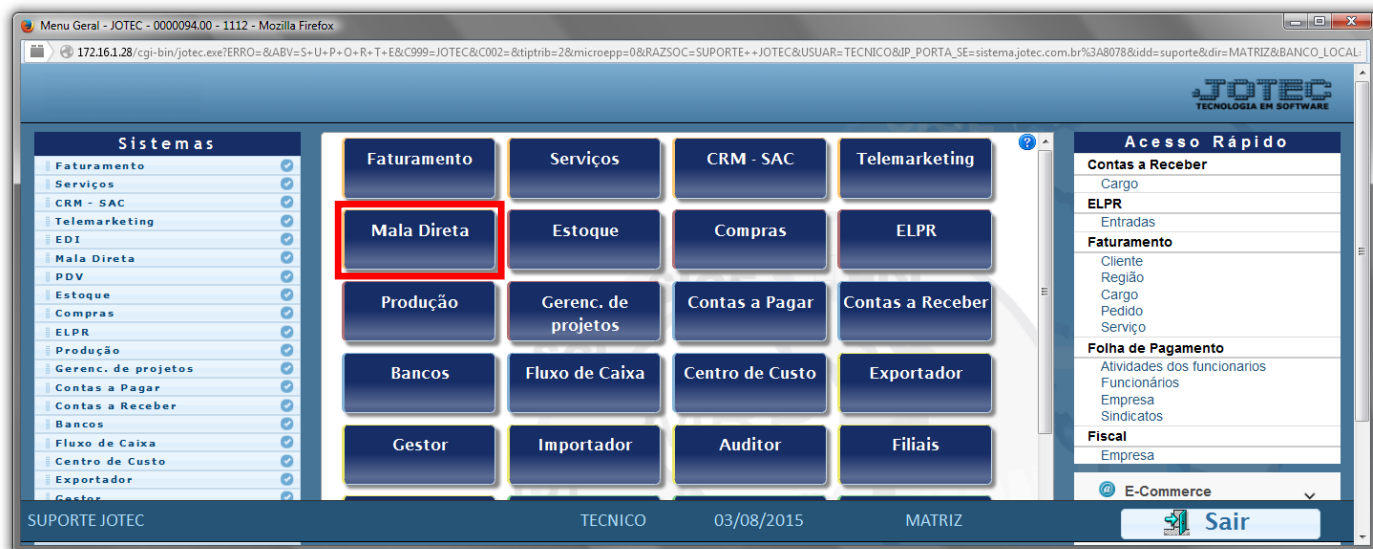 Menu Geral - JOTEC - 0000094.00 - 1112 - Mozilla Firefox
172.16.1.28/cgi-bin/jotec.exe?ERRO=&ABV=S+U+P+O+R+T+E&C999=JOTEC&C002=&tiptrib=2&microepp=0&RAZSOC=SUPORTE++JOTEC&USUAR=TECNICO&IP_PORTA_SE=sistema.jotec.com.br%3A8078&idd=suporte&dir=MATRIZ&BANCO_LOCAL
JOTEC
TECNOLOGIA EM SOFTWARE
Sistemas
Faturamento
Serviços
CRM - SAC
Telemarketing
EDI
Mala Direta
PDV
Estoque
Compras
ELPR
Produção
Gerenc. de projetos
Contas a Pagar
Contas a Receber
Bancos
Fluxo de Caixa
Centro de Custo
Exportador
Gestor
Faturamento
Serviços
CRM - SAC
Telemarketing
Mala Direta
Estoque
Compras
ELPR
Produção
Gerenc. de
projetos
Contas a Pagar
Contas a Receber
Bancos
Fluxo de Caixa
Centro de Custo
Exportador
Gestor
Importador
Auditor
Filiais
?
Acesso Rápido
Contas a Receber
Cargo
ELPR
Entradas
Faturamento
Cliente
Região
Cargo
Pedido
Serviço
Folha de Pagamento
Atividades dos funcionarios
Funcionários
Empresa
Sindicatos
Fiscal
Empresa
E-Commerce
SUPORTE JOTEC
TECNICO
03/08/2015
MATRIZ
Sair